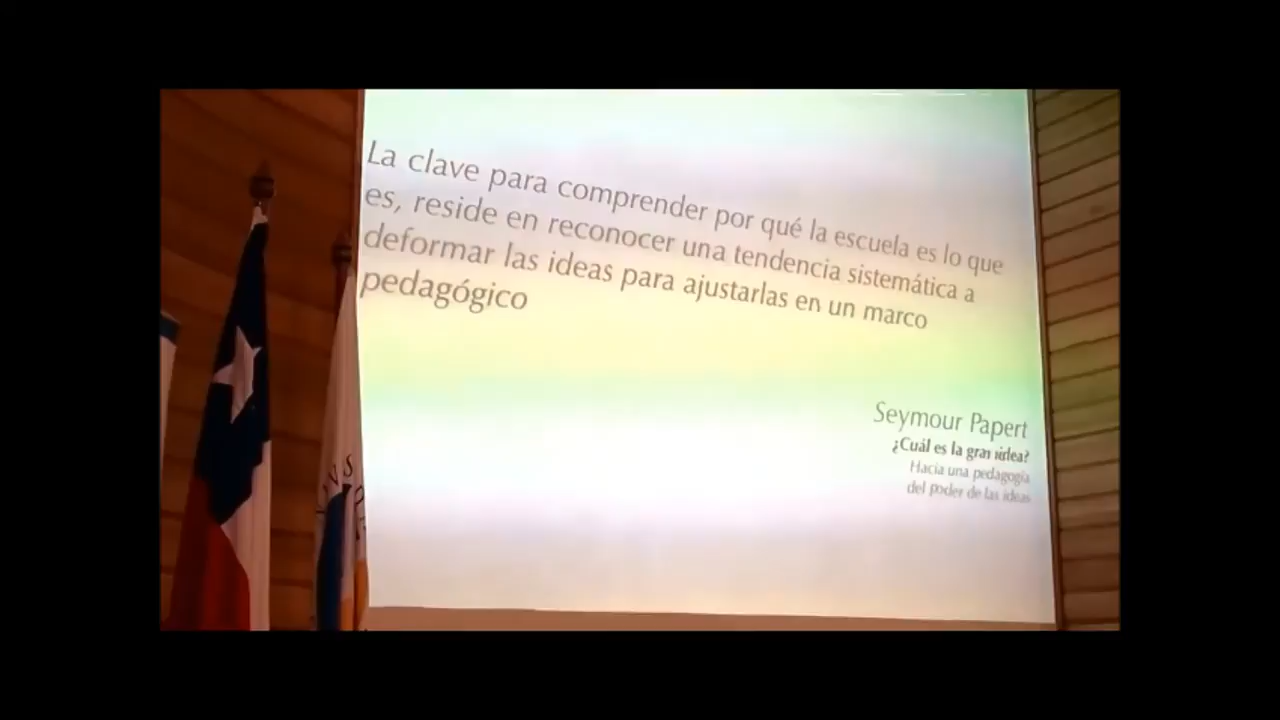 La clave para comprender por qué la escuela es lo que
es, reside en reconocer una tendencia sistemática a
deformar las ideas para ajustarlas en un marco
pedagógico
Seymour Papert
¿Cuál es la gran idea?
Hacia una pedagogía
del poder de las ideas